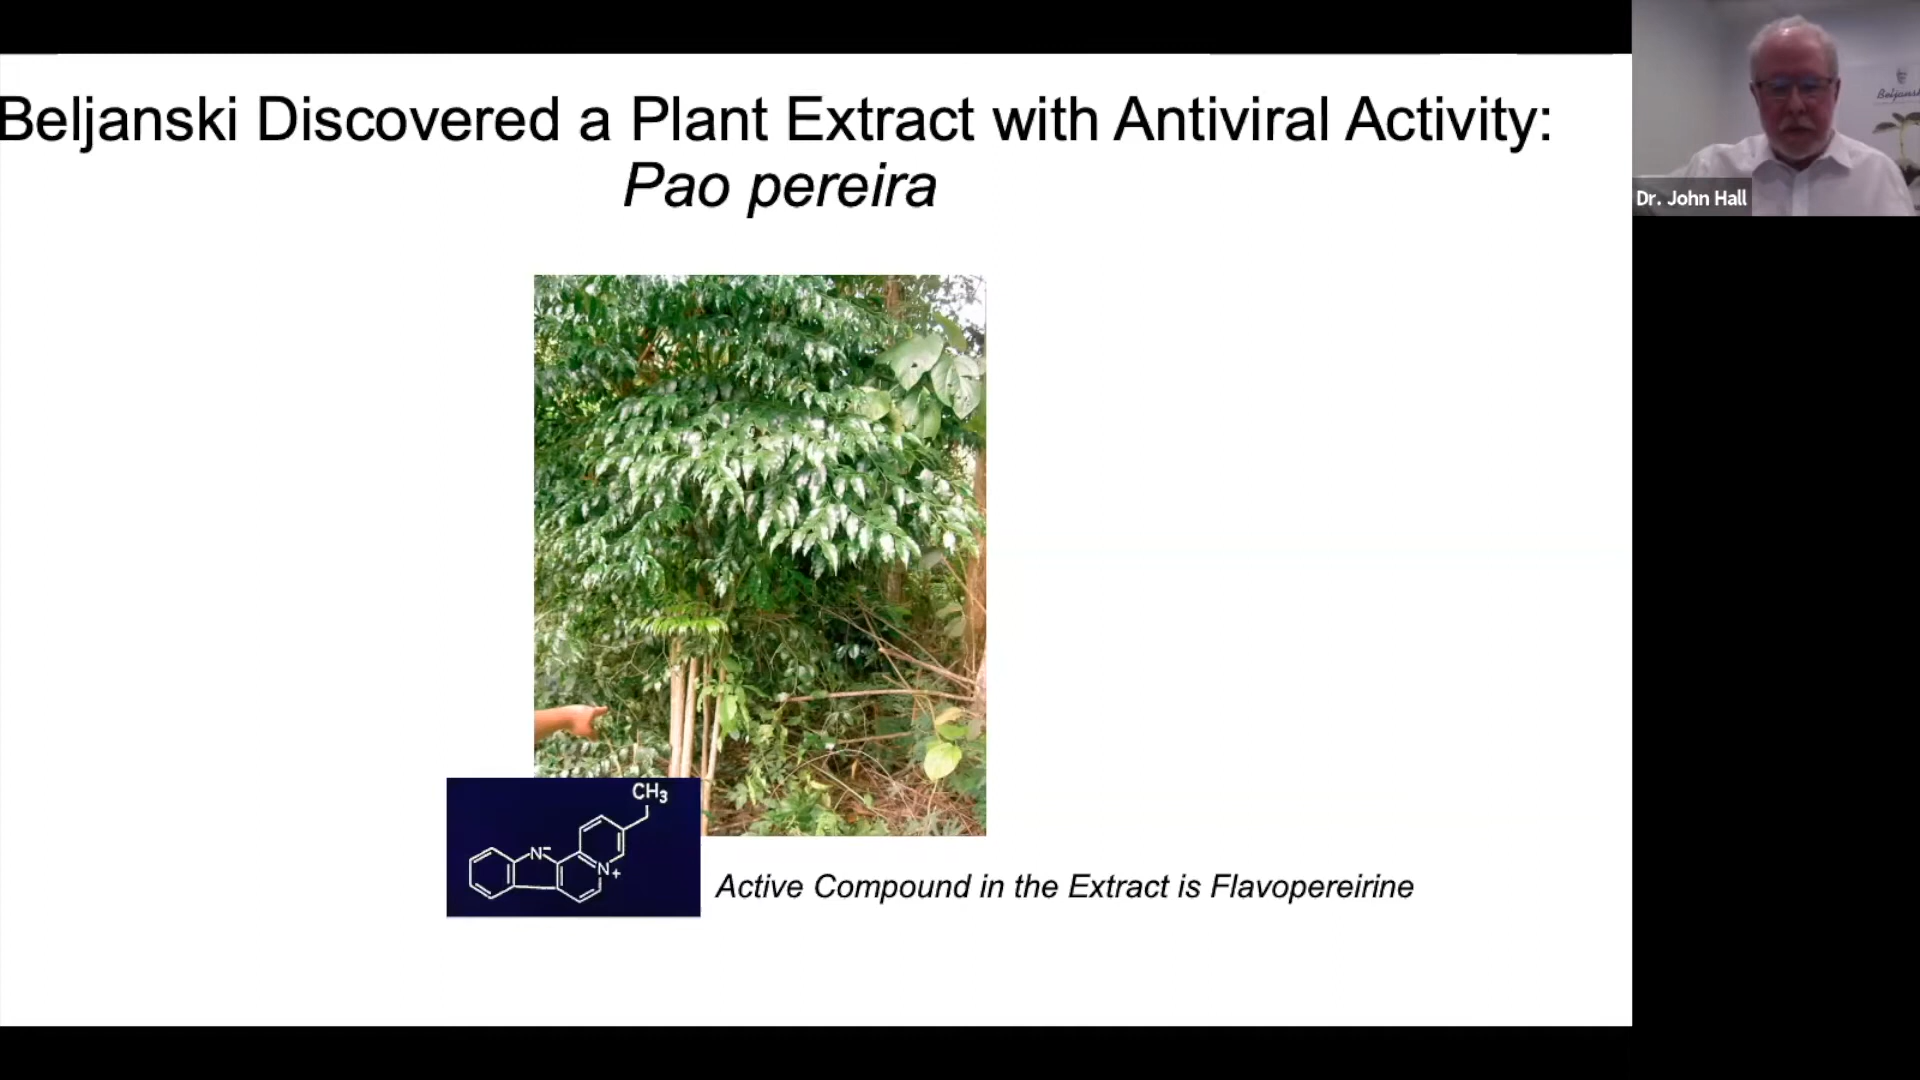 Beljanski Discovered a Plant Extract with Antiviral Activity:
Pao pereira
Beljansk
Dr. John Hall
CH3
N-
N+
Active Compound in the Extract is Flavopereirine